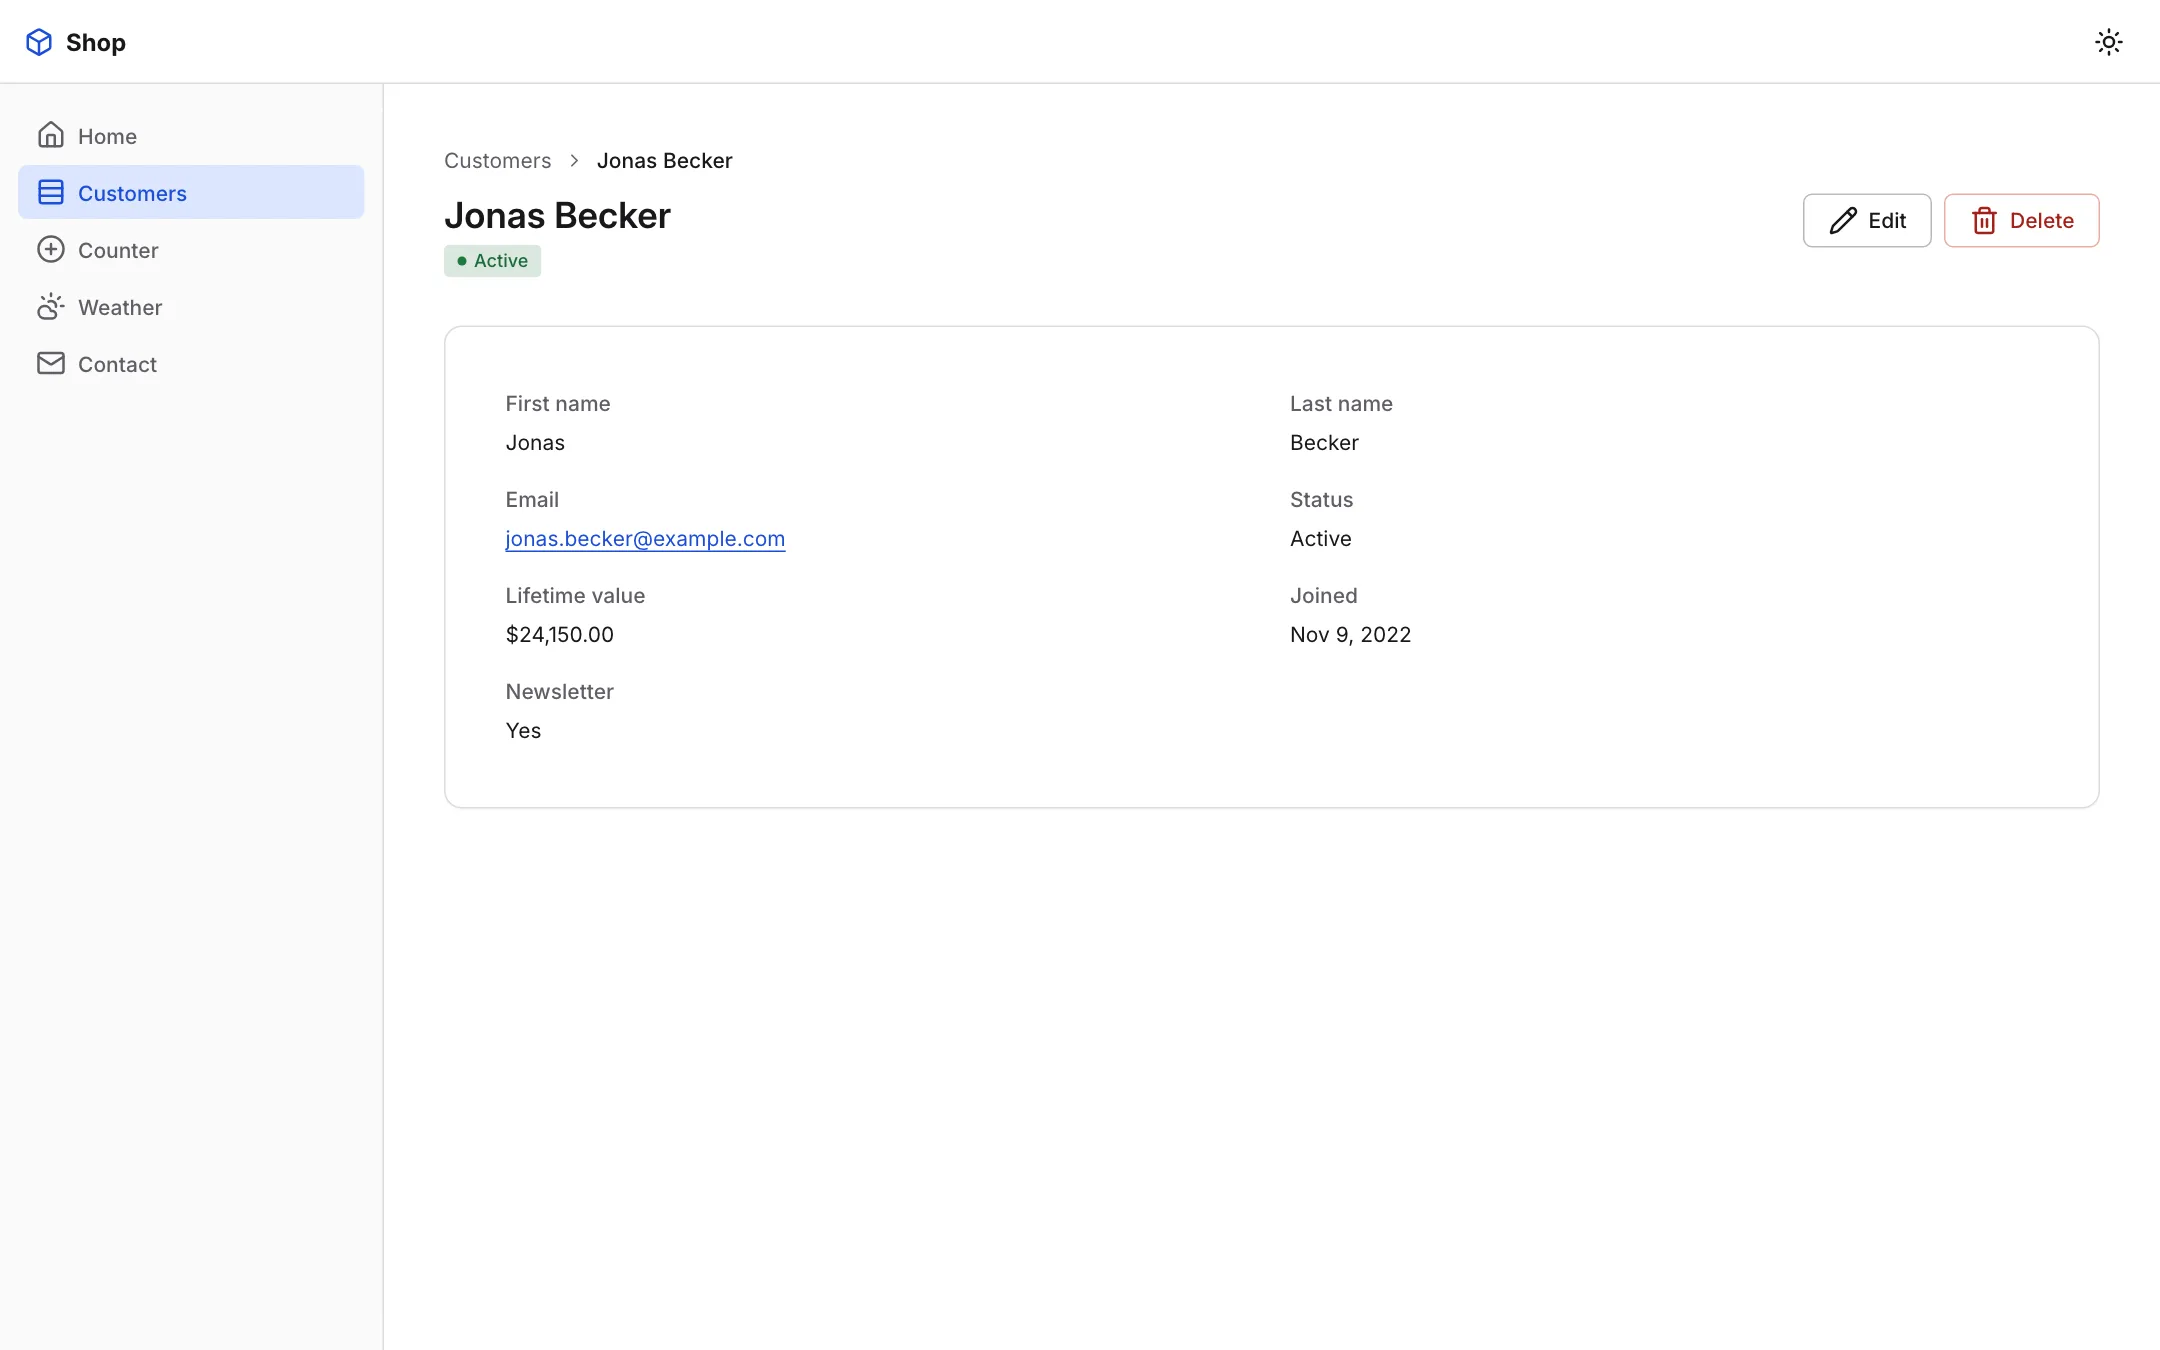 Shop
Home
Customers
Counter
Weather
Contact
Customers > Jonas Becker
Jonas Becker
Active
Edit
Delete
First name
Jonas
Last name
Becker
Email
jonas.becker@example.com
Status
Active
Lifetime value
$24,150.00
Joined
Nov 9, 2022
Newsletter
Yes